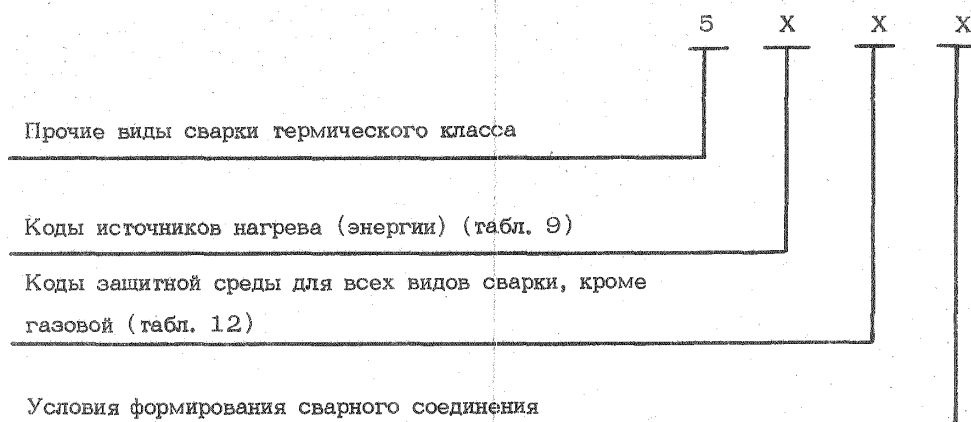 5 X X X
Прочие виды сварки термического класса
Коды источников нагрева (энергии) (табл. 9)
Коды защитной среды для всех видов сварки, кроме
газовой (табл. 12)
Условия формирования сварного соединения